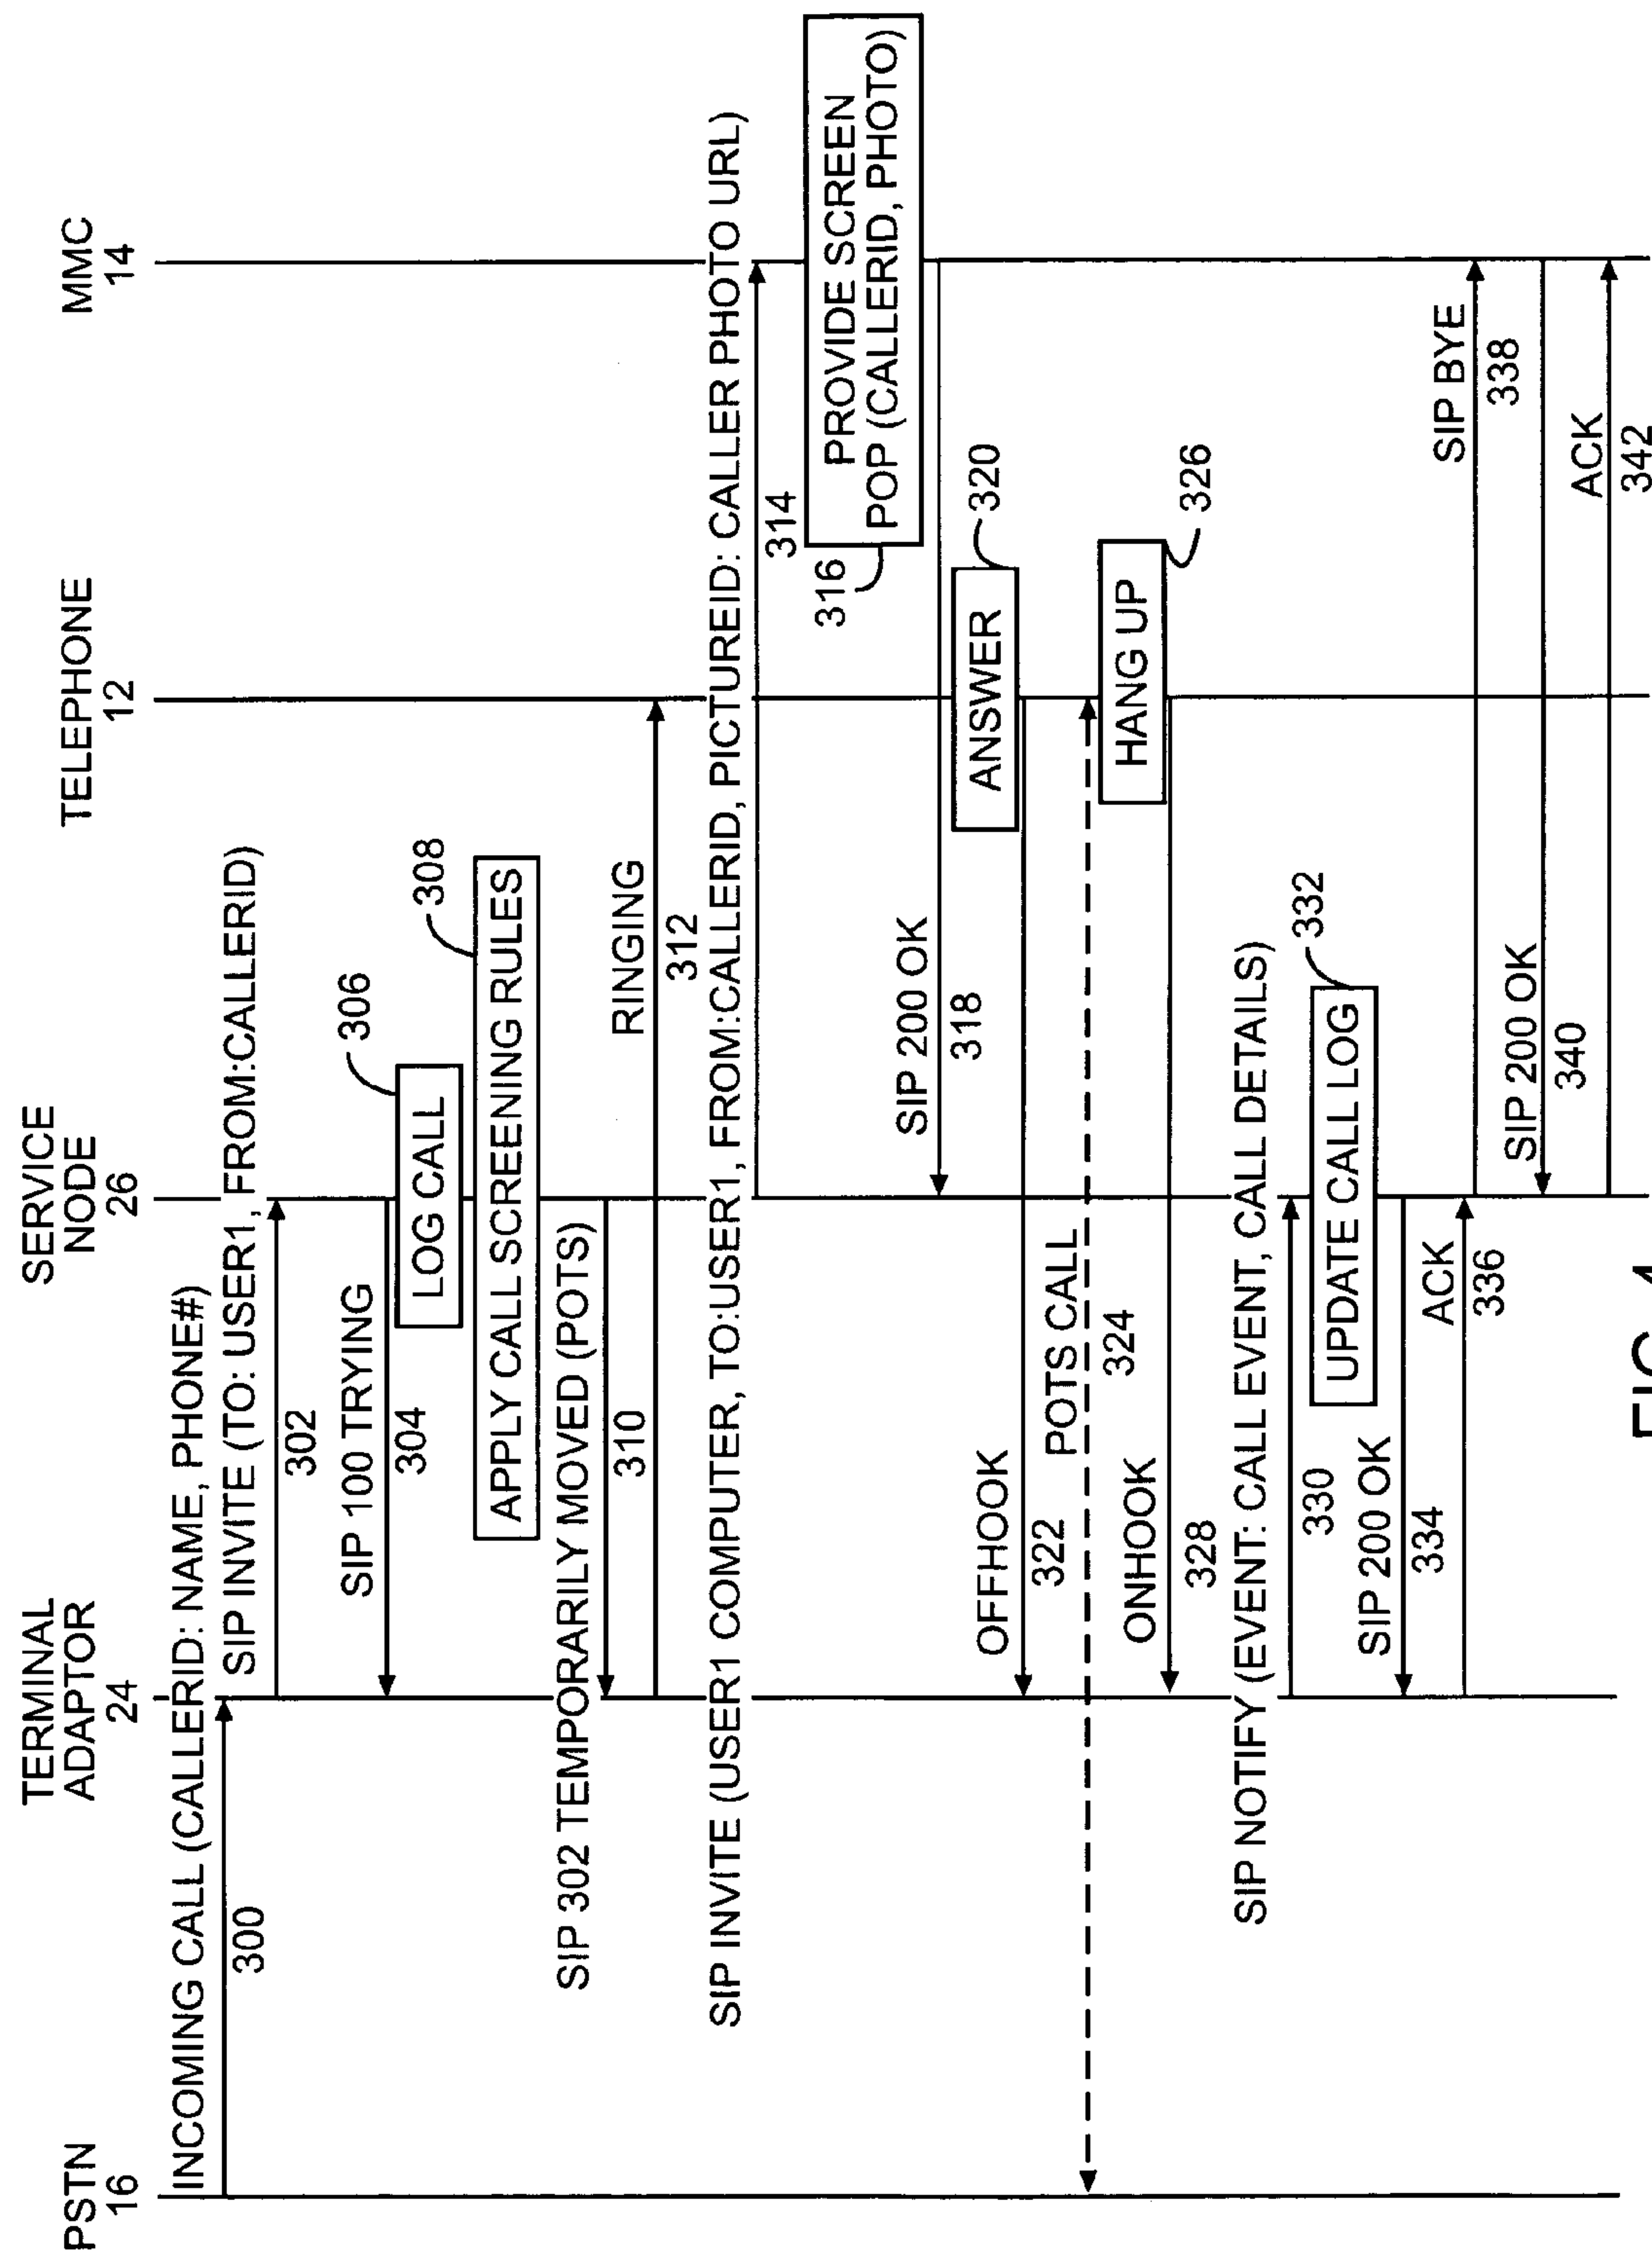 PSTN
16
TERMINAL
ADAPTOR
24
SERVICE
NODE
26
TELEPHONE
12
MMC
14
INCOMING CALL (CALLERID: NAME, PHONE#)
300
SIP INVITE (TO: USER1, FROM:CALLERID)
302
SIP 100 TRYING
304
306
LOG CALL
308
APPLY CALL SCREENING RULES
SIP 302 TEMPORARILY MOVED (POTS)
310
RINGING
312
SIP INVITE (USER1 COMPUTER, TO:USER1, FROM:CALLERID, PICTUREID: CALLER PHOTO URL)
314
316
PROVIDE SCREEN
POP (CALLERID, PHOTO)
SIP 200 OK
318
ANSWER
320
OFFHOOK
322
POTS CALL
324
HANG UP
326
ONHOOK
328
SIP NOTIFY (EVENT: CALL EVENT, CALL DETAILS)
330
332
UPDATE CALL LOG
SIP 200 OK
334
ACK
336
SIP BYE
338
SIP 200 OK
340
ACK
342